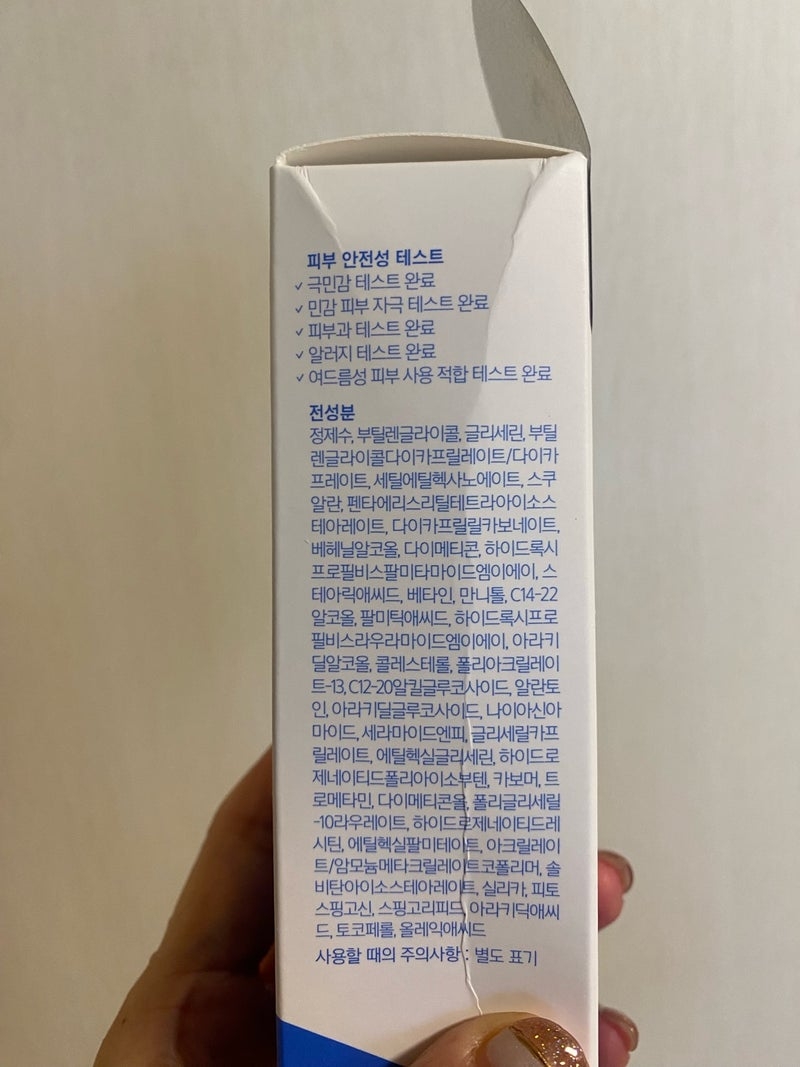 피부 안전성 테스트
✓ 극민감 테스트 완료
✓ 민감 피부 자극 테스트 완료
✓ 피부과 테스트 완료
✓ 알러지 테스트 완료
✓ 여드름성 피부 사용 적합 테스트 완료
전성분
정제수, 부틸렌글라이콜, 글리세린, 부틸
렌글라이콜다이카프릴레이트/다이카
프레이트, 세틸에틸헥사노에이트, 스쿠
알란, 펜타에리스리틸테트라아이소스
테아레이트, 다이카프릴릴카보네이트,
베헤닐알코올, 다이메티콘, 하이드록시
프로필비스팔미타마이드엠이에이, 스
테아릭애씨드, 베타인, 만니톨, C14-22
알코올, 팔미틱애씨드, 하이드록시프로
필비스라우라마이드엠이에이, 아라키
딜알코올, 콜레스테롤, 폴리아크릴레이
트-13, C12-20알킬글루코사이드, 알란토
인, 아라키딜글루코사이드, 나이아신아
마이드, 세라마이드엔피, 글리세릴카프
릴레이트, 에틸헥실글리세린, 하이드로
제네이티드폴리아이소부텐, 카보머, 트
로메타민, 다이메티콘올, 폴리글리세릴
-10라우레이트, 하이드로제네이티드레
시틴, 에틸헥실팔미테이트, 아크릴레이
트/암모늄메타크릴레이트코폴리머, 솔
비탄아이소스테아레이트, 실리카, 피토
스핑고신, 스핑고리피드, 아라키딕애씨
드, 토코페롤, 올레익애씨드
사용할 때의 주의사항 : 별도 표기